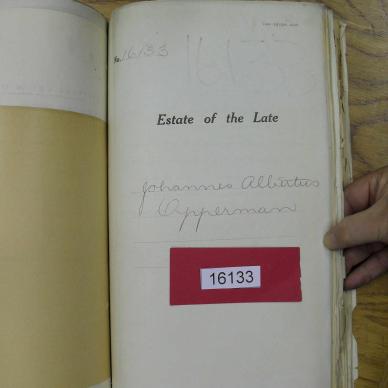 No. 16133
16133
Estate of the Late
Johannes Albertus
Opperman
16133